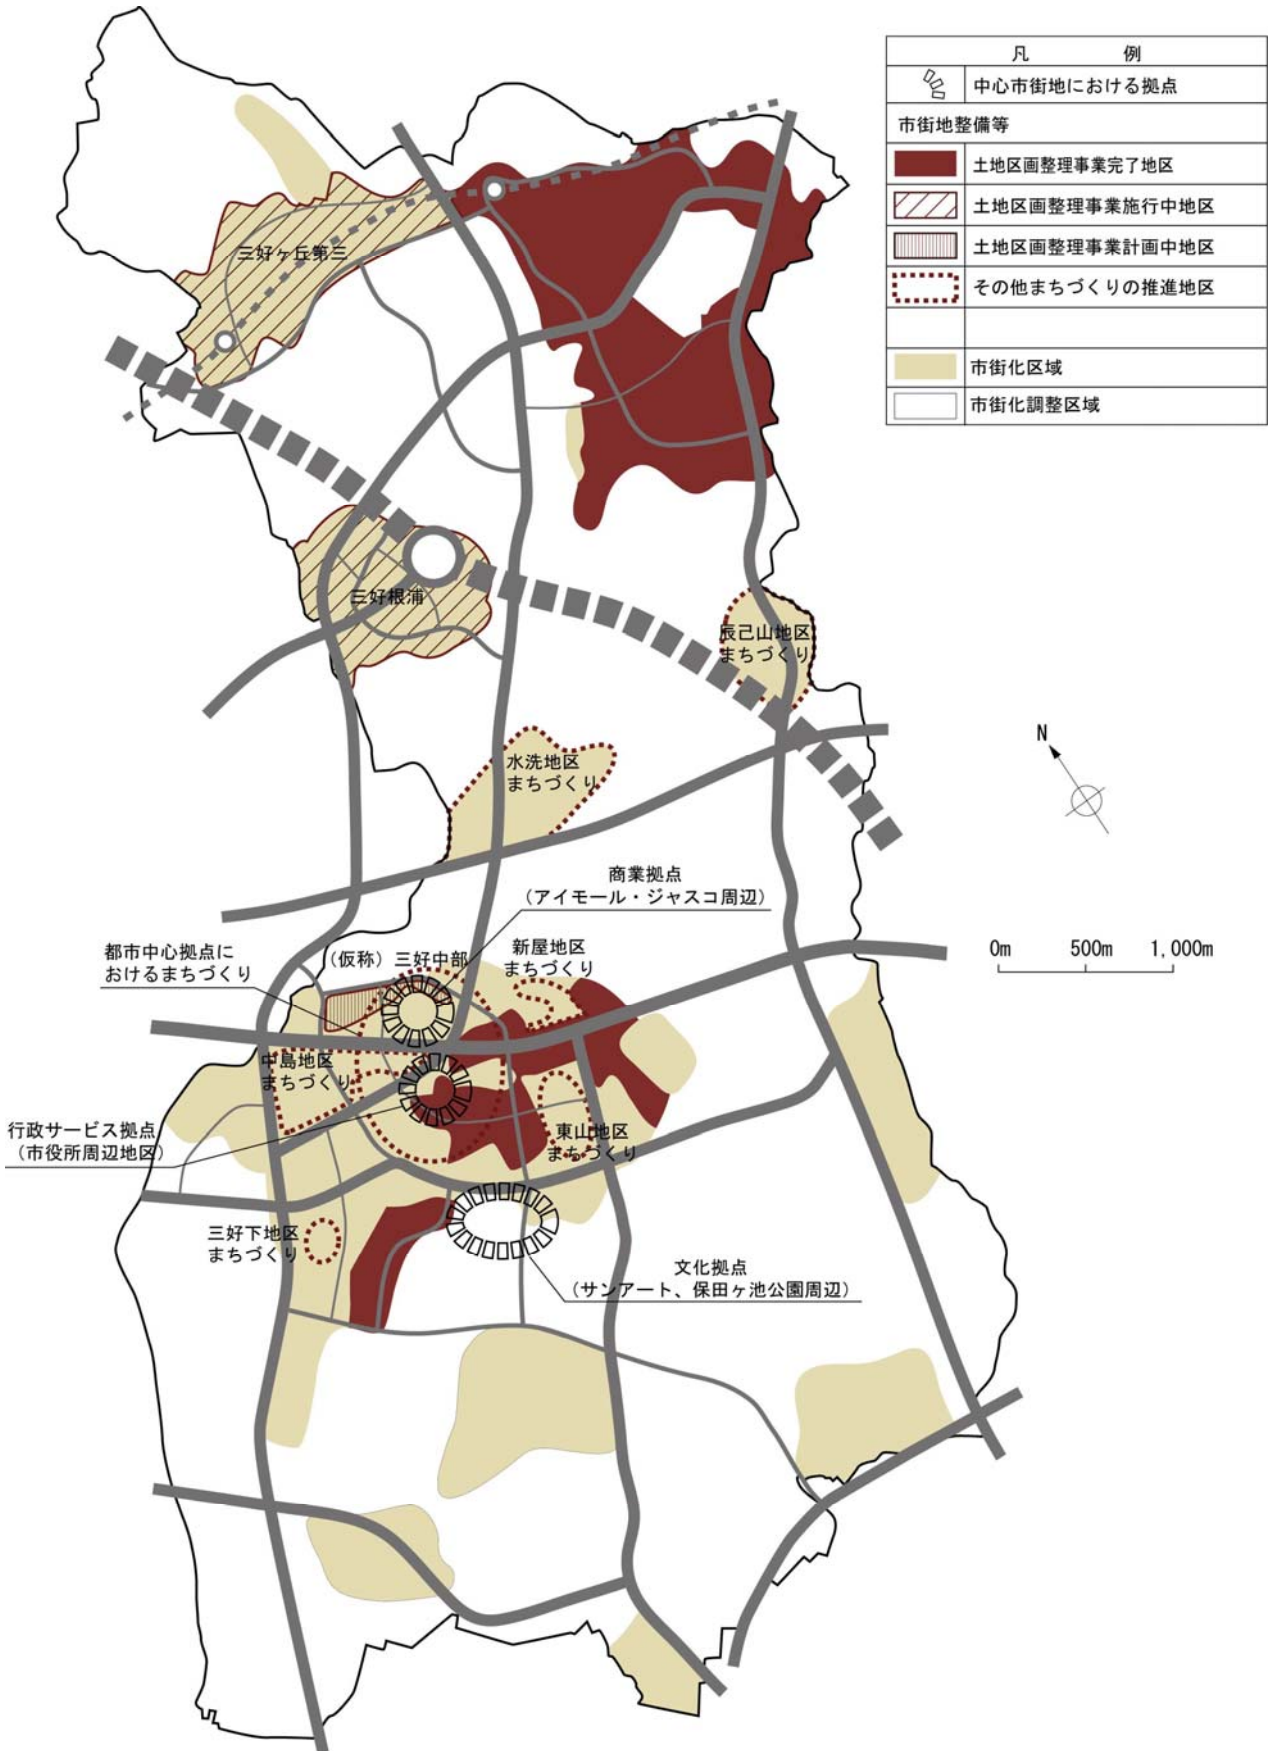 凡 例
中心市街地における拠点
市街地整備等
土地区画整理事業完了地区
土地区画整理事業施行中地区
土地区画整理事業計画中地区
その他まちづくりの推進地区
市街化区域
市街化調整区域
三好ヶ丘第三
三好根浦
辰己山地区
まちづくり
N
水洗地区
まちづくり
商業拠点
(アイモール・ジャスコ周辺)
都市中心拠点に
おけるまちづくり
(仮称) 三好中部
新屋地区
まちづくり
0m 500m 1,000m
中島地区
まちづくり
行政サービス拠点
(市役所周辺地区)
東山地区
まちづくり
三好下地区
まちづくり
文化拠点
(サンアート、保田ヶ池公園周辺)